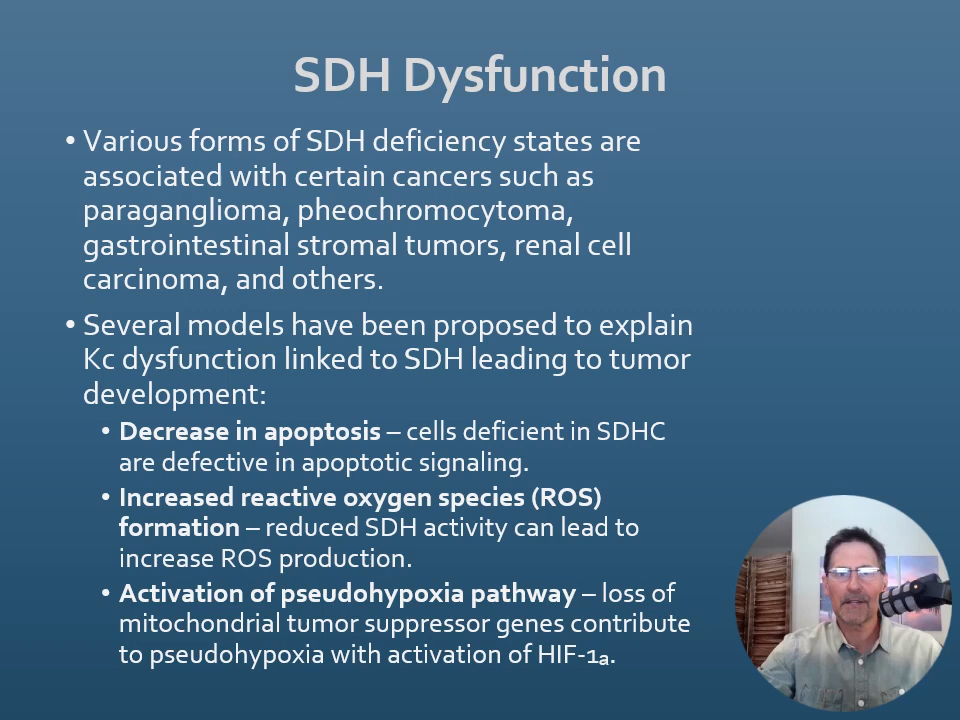 SDH Dysfunction
• Various forms of SDH deficiency states are
associated with certain cancers such as
paraganglioma, pheochromocytoma,
gastrointestinal stromal tumors, renal cell
carcinoma, and others.
• Several models have been proposed to explain
Kc dysfunction linked to SDH leading to tumor
development:
• Decrease in apoptosis – cells deficient in SDHC
are defective in apoptotic signaling.
• Increased reactive oxygen species (ROS)
formation – reduced SDH activity can lead to
increase ROS production.
• Activation of pseudohypoxia pathway – loss of
mitochondrial tumor suppressor genes contribute
to pseudohypoxia with activation of HIF-1a.